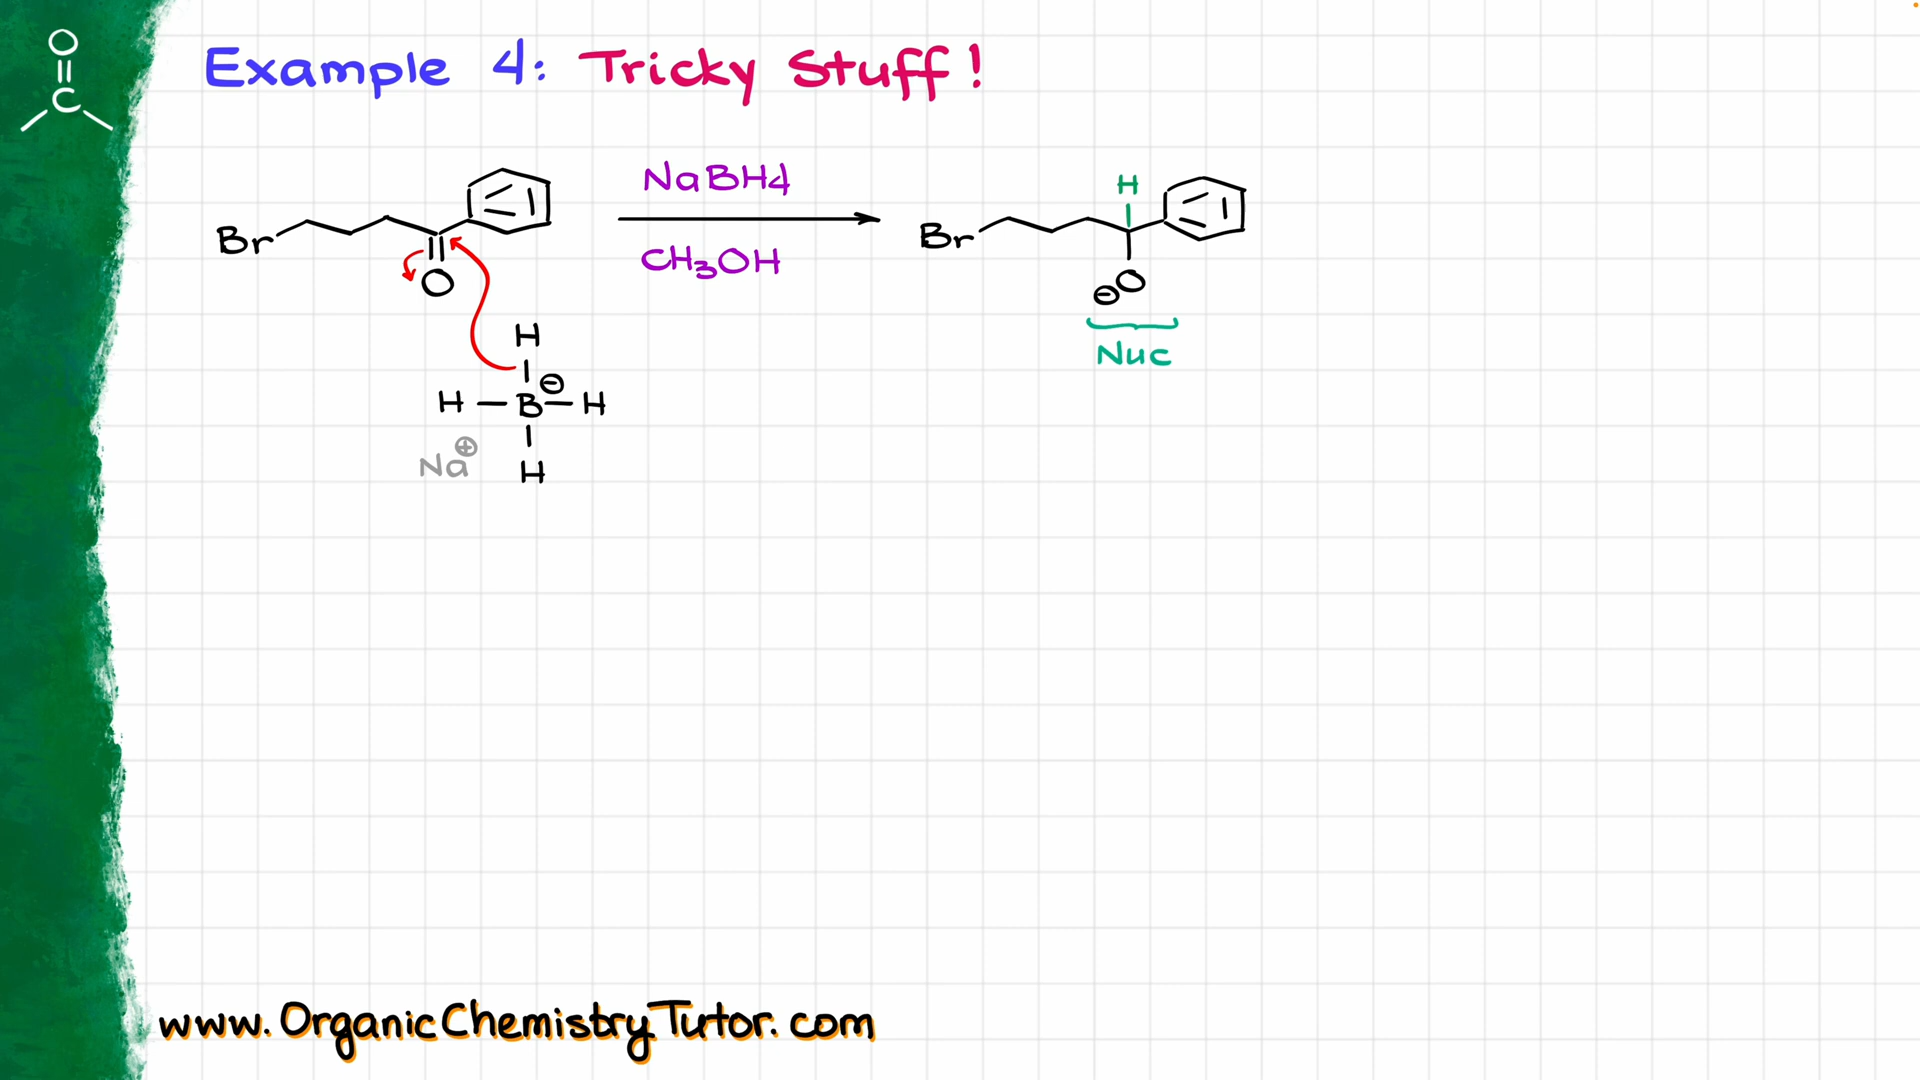 O
C
Example 4: Tricky Stuff!
Br
O
NaBH4
CH3OH
H
Br
⊖O
Nuc
H
H — B — H
⊖
Na⊕
H
www.OrganicChemistryTutor.com